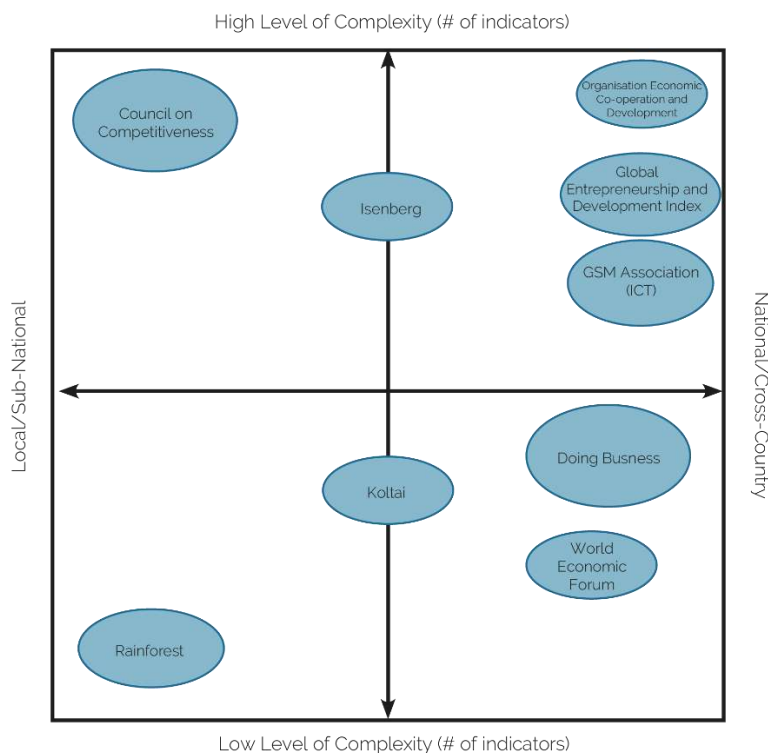 High Level of Complexity (# of indicators)
Council on
Competitiveness
Organisation Economic
Co-operation and
Development
Isenberg
Global
Entrepreneurship and
Development Index
GSM Association
(ICT)
Local/Sub-National
National/Cross-Country
Doing Busness
Koltai
World
Economic
Forum
Rainforest
Low Level of Complexity (# of indicators)